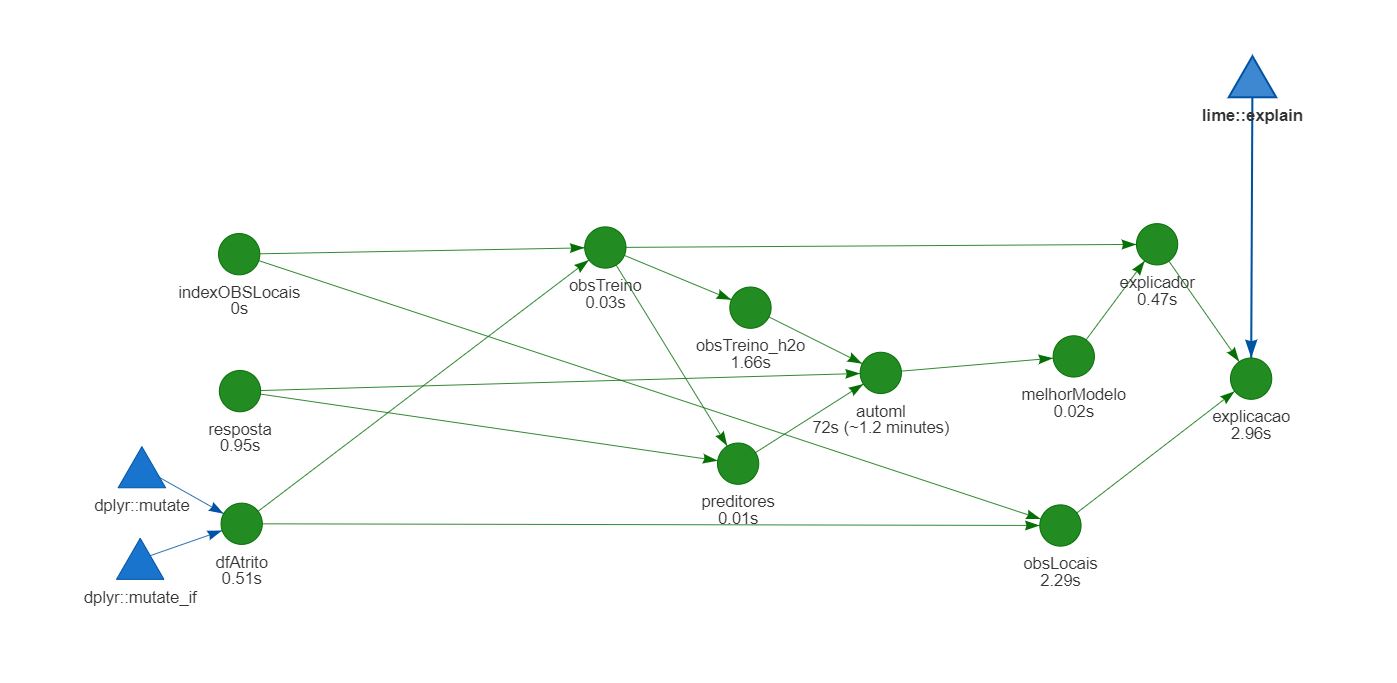 lime::explain
indexOBSLocais
0s
obsTreino
0.03s
explicador
0.47s
obsTreino_h2o
1.66s
melhorModelo
0.02s
automl
72s (~1.2 minutes)
explicacao
2.96s
resposta
0.95s
dplyr::mutate
preditores
0.01s
dfAtrito
0.51s
obsLocais
2.29s
dplyr::mutate_if